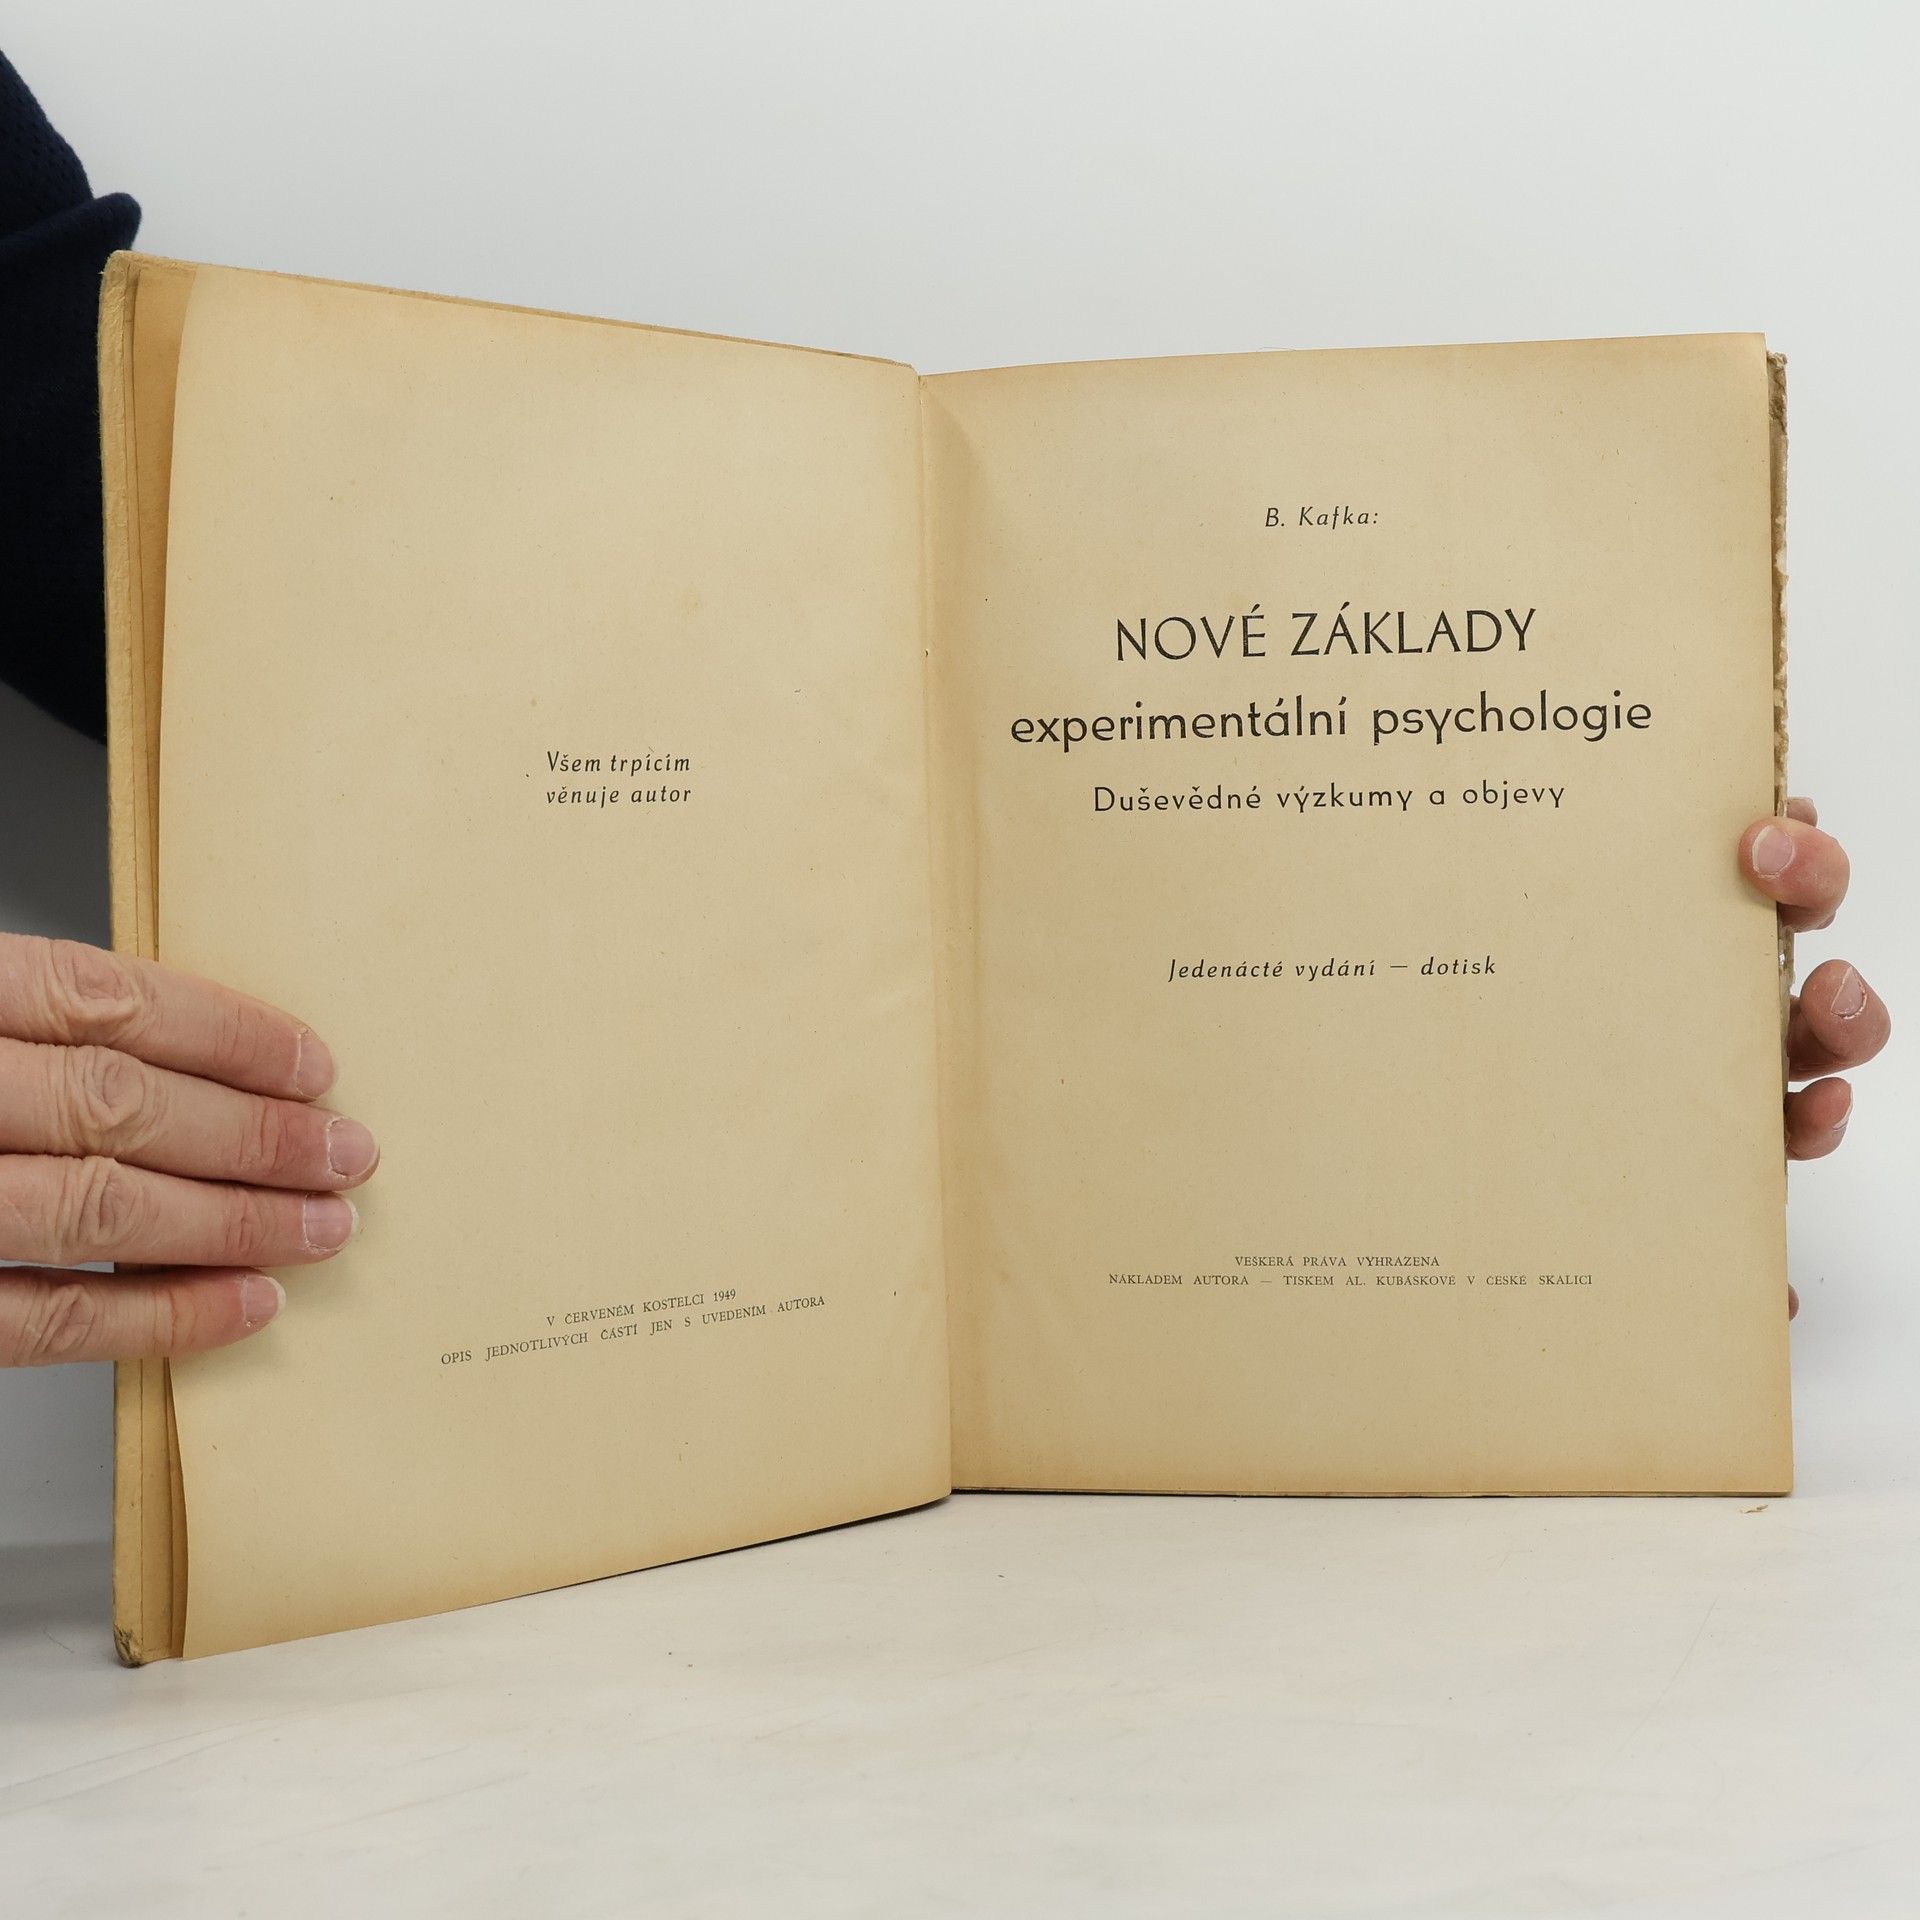 Všem trpícím
věnuje autor
V ČERVENÉM KOSTELCI 1949
OPIS JEDNOTLIVÝCH ČÁSTÍ JEN S UVEDENÍM AUTORA
B. Kafka:
NOVÉ ZÁKLADY
experimentální psychologie
Duševědné výzkumy a objevy
Jedenácté vydání — dotisk
VEŠKERÁ PRÁVA VYHRAZENA
NÁKLADEM AUTORA — TISKEM AL. KUBÁSKOVÉ V ČESKÉ SKALICI